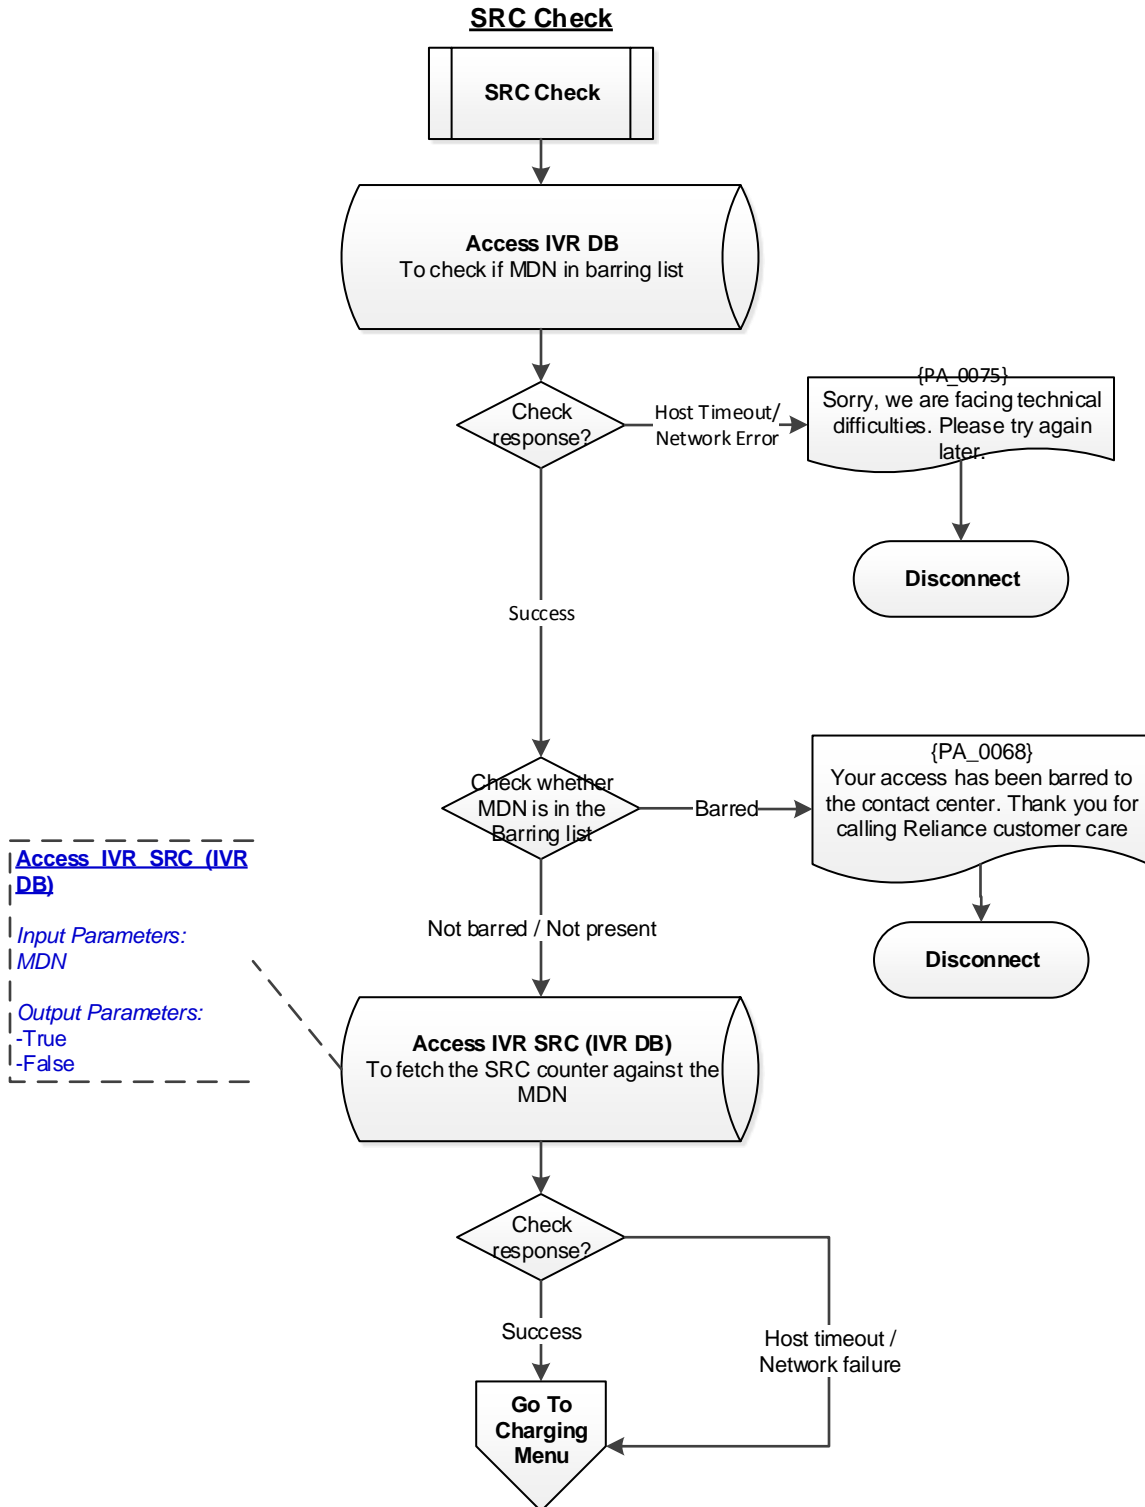 SRC Check
SRC Check
Access IVR DB
To check if MDN in barring list
Check
response?
Host Timeout/
Network Error
{PA_0075}
Sorry, we are facing technical
difficulties. Please try again
later.
Disconnect
Success
Check whether
MDN is in the
Barring list
Barred
{PA_0068}
Your access has been barred to
the contact center. Thank you for
calling Reliance customer care
Disconnect
Not barred / Not present
Access IVR SRC (IVR
DB)
Input Parameters:
MDN
Output Parameters:
-True
-False
Access IVR SRC (IVR DB)
To fetch the SRC counter against the
MDN
Check
response?
Success
Host timeout /
Network failure
Go To
Charging
Menu